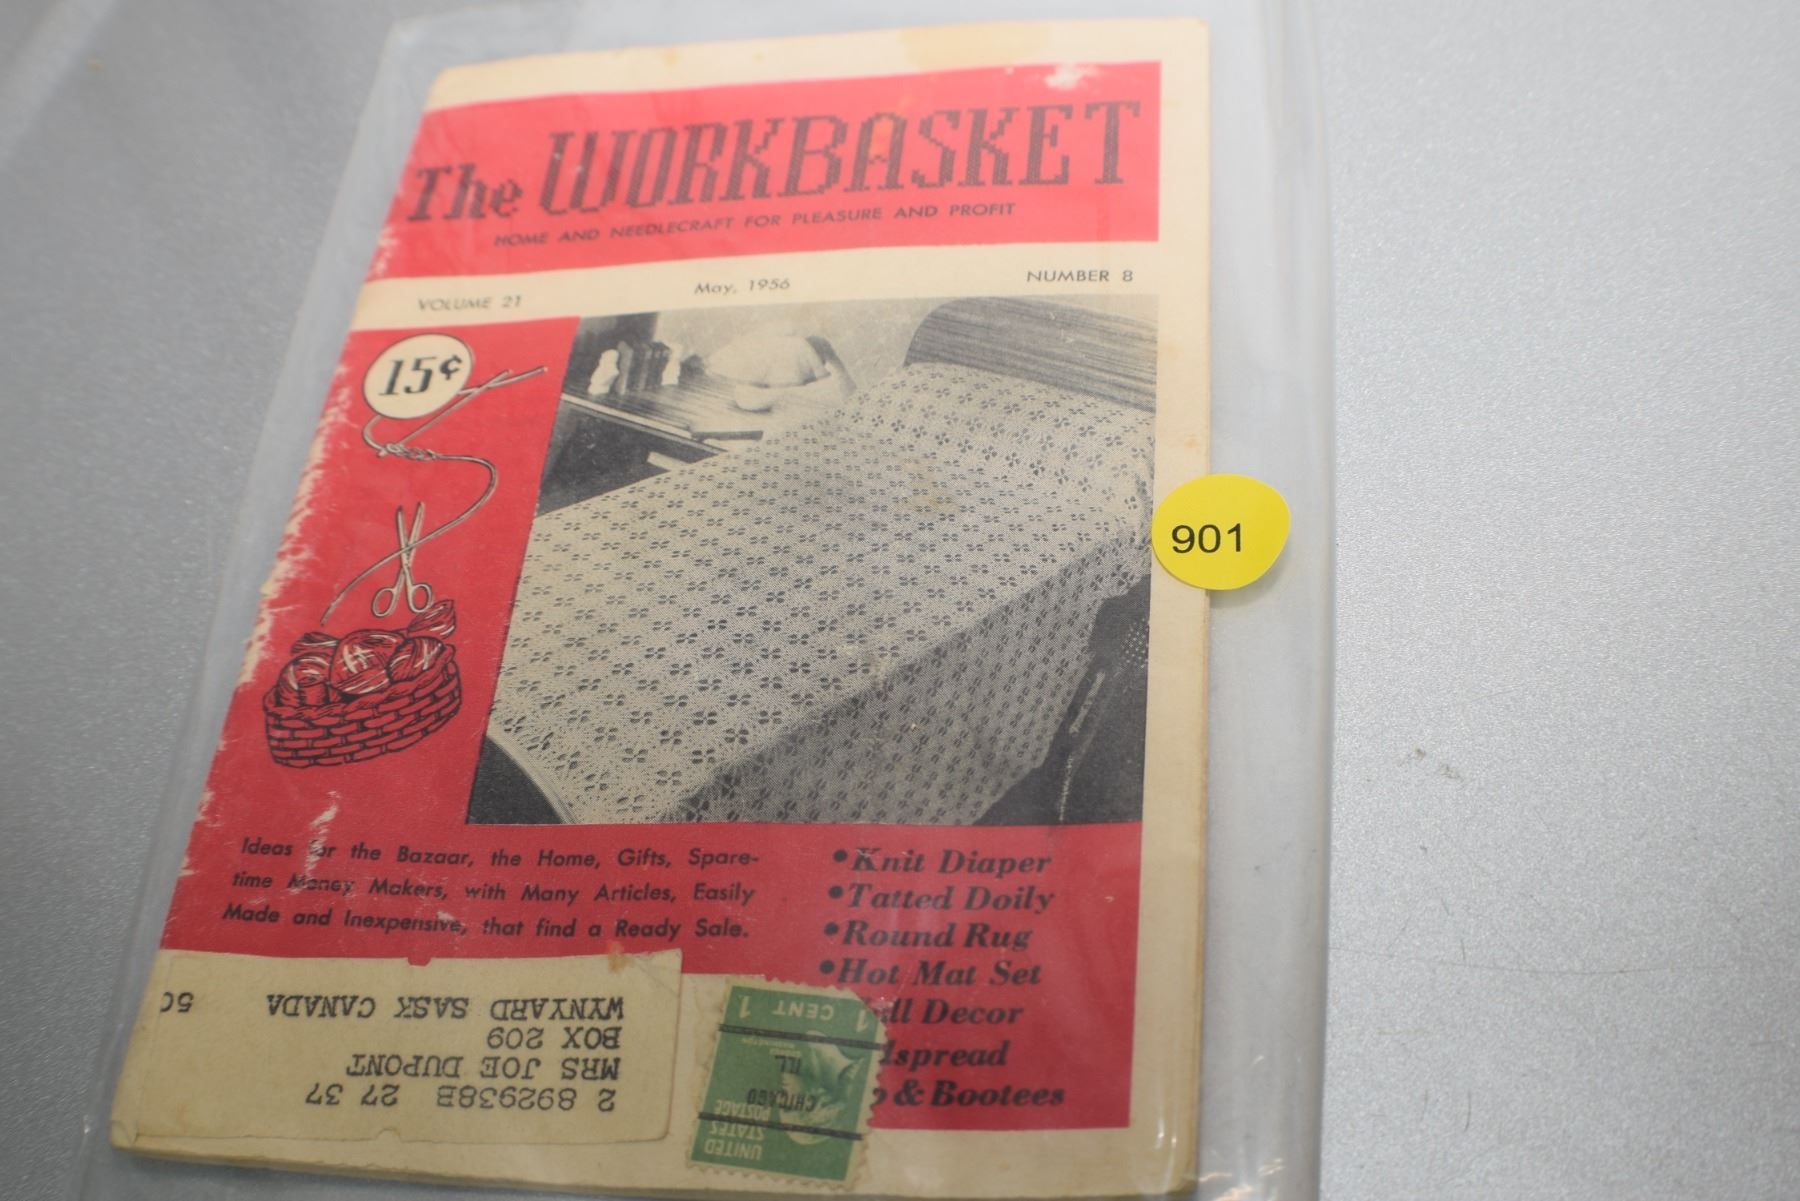 The WORKBASKET
HOME AND NEEDLECRAFT FOR PLEASURE AND PROFIT
VOLUME 21
May, 1956
NUMBER 8
15¢
901
Ideas for the Bazaar, the Home, Gifts, Spare-
time Money Makers, with Many Articles, Easily
Made and Inexpensive, that find a Ready Sale.
•Knit Diaper
•Tatted Doily
•Round Rug
•Hot Mat Set
Decor
& Bootees
2 892938B 27 37
MRS JOE DUPONT
BOX 209
WYNYARD SASK CANADA
UNITED
STATES
POSTAGE
CHICAGO
ILL
WASHINGTON
1 CENT 1